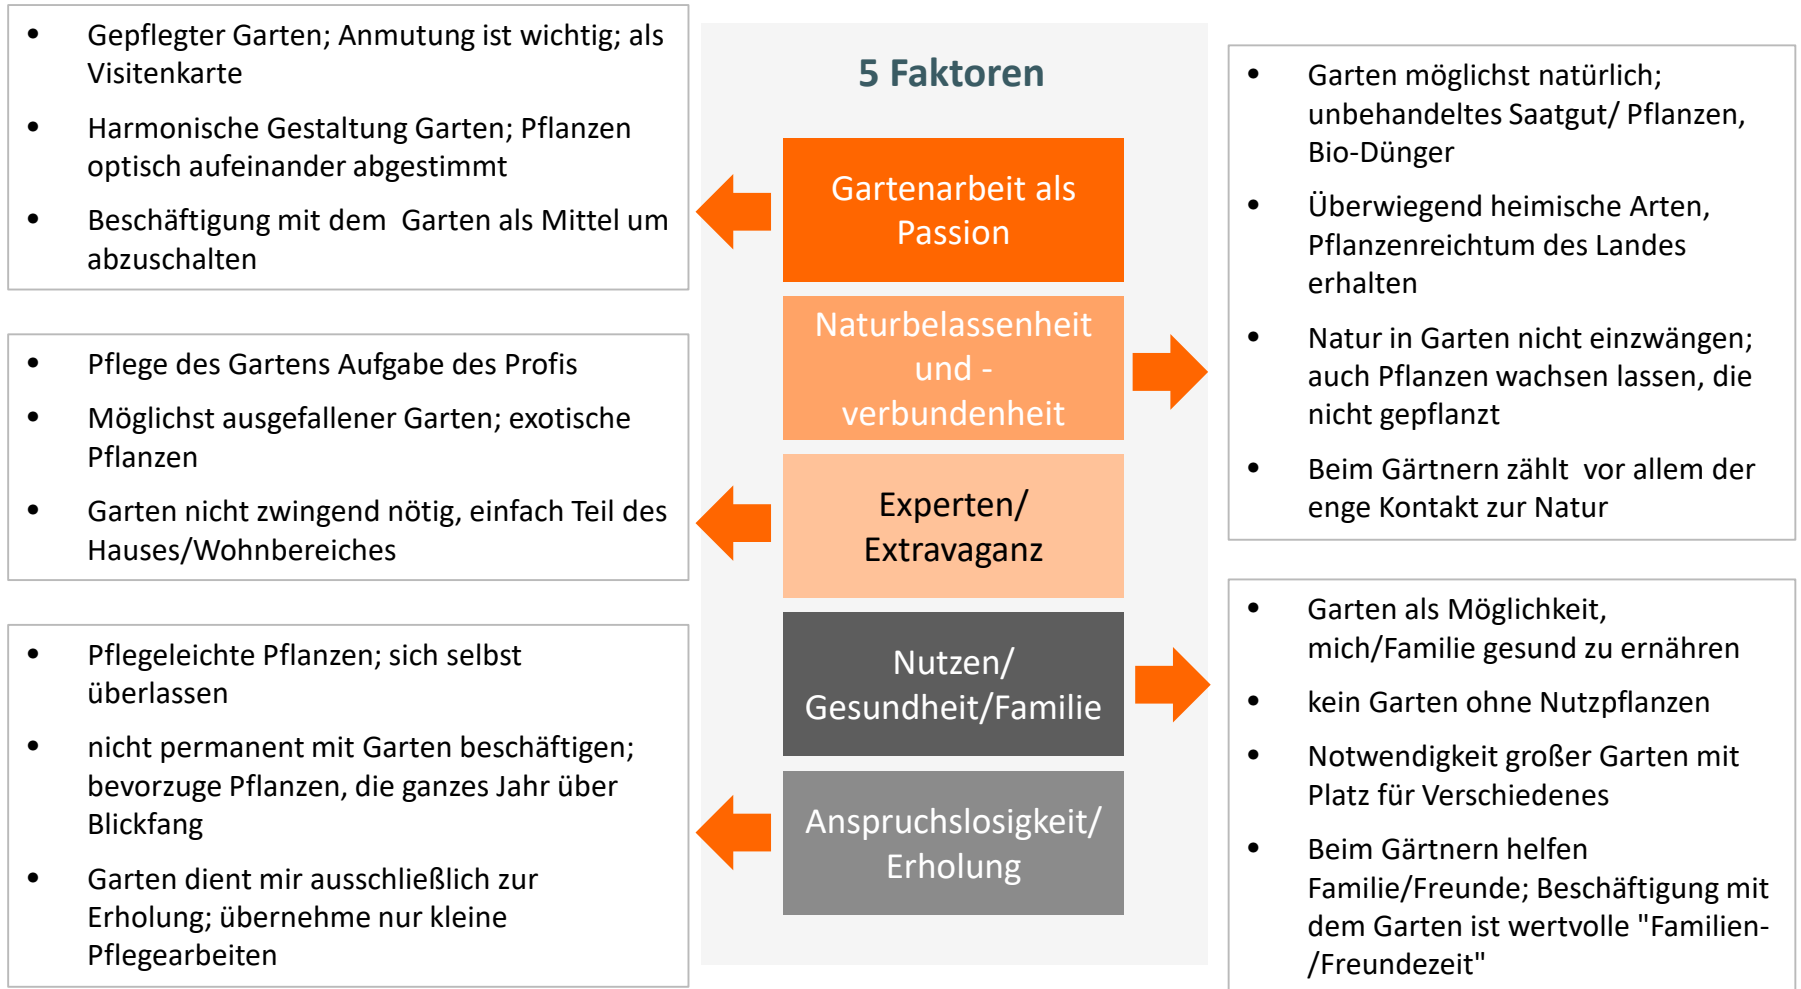 • Gepflegter Garten; Anmutung ist wichtig; als
Visitenkarte
• Harmonische Gestaltung Garten; Pflanzen
optisch aufeinander abgestimmt
• Beschäftigung mit dem  Garten als Mittel um
abzuschalten
• Pflege des Gartens Aufgabe des Profis
• Möglichst ausgefallener Garten; exotische
Pflanzen
• Garten nicht zwingend nötig, einfach Teil des
Hauses/Wohnbereiches
• Pflegeleichte Pflanzen; sich selbst
überlassen
• nicht permanent mit Garten beschäftigen;
bevorzuge Pflanzen, die ganzes Jahr über
Blickfang
• Garten dient mir ausschließlich zur
Erholung; übernehme nur kleine
Pflegearbeiten
5 Faktoren
Gartenarbeit als
Passion
Naturbelassenheit
und -
verbundenheit
Experten/
Extravaganz
Nutzen/
Gesundheit/Familie
Anspruchslosigkeit/
Erholung
• Garten möglichst natürlich;
unbehandeltes Saatgut/ Pflanzen,
Bio-Dünger
• Überwiegend heimische Arten,
Pflanzenreichtum des Landes
erhalten
• Natur in Garten nicht einzwängen;
auch Pflanzen wachsen lassen, die
nicht gepflanzt
• Beim Gärtnern zählt  vor allem der
enge Kontakt zur Natur
• Garten als Möglichkeit,
mich/Familie gesund zu ernähren
• kein Garten ohne Nutzpflanzen
• Notwendigkeit großer Garten mit
Platz für Verschiedenes
• Beim Gärtnern helfen
Familie/Freunde; Beschäftigung mit
dem Garten ist wertvolle "Familien-
/Freundezeit"